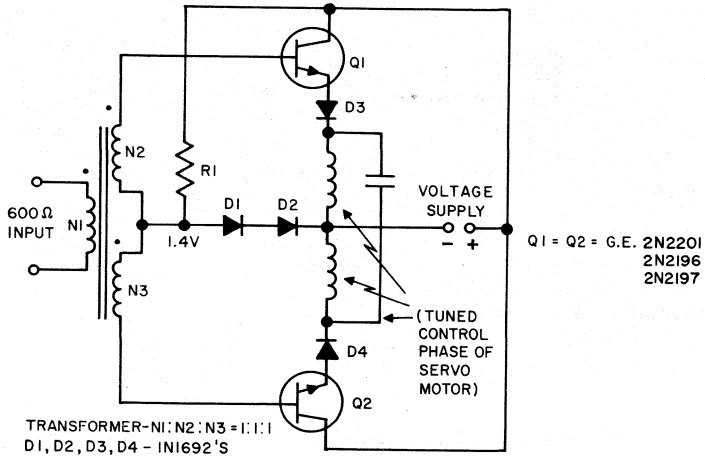 Q1
D3
N2
R1
D1
D2
VOLTAGE
SUPPLY
- +
600Ω
INPUT
N1
1.4V
Q1 = Q2 = G.E. 2N2201
2N2196
2N2197
N3
(TUNED
CONTROL
PHASE OF
SERVO
MOTOR)
D4
Q2
TRANSFORMER-N1:N2:N3=1:1:1
D1, D2, D3, D4 - IN1692'S